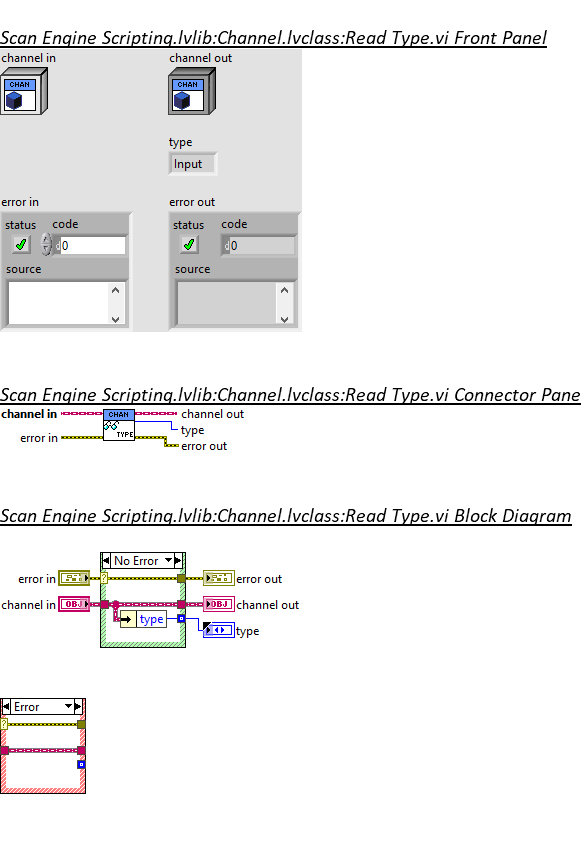 Scan Engine Scripting.lvlib:Channel.lvclass:Read Type.vi Front Panel
channel in channel out
CHAN CHAN
type
Input
error in error out
status code status code
d 0 d 0
source source
Scan Engine Scripting.lvlib:Channel.lvclass:Read Type.vi Connector Pane
channel in CHAN channel out
type
error in TYPE error out
Scan Engine Scripting.lvlib:Channel.lvclass:Read Type.vi Block Diagram
No Error
error in ? error out
channel in OBJ OBJ channel out
type type
Error
?